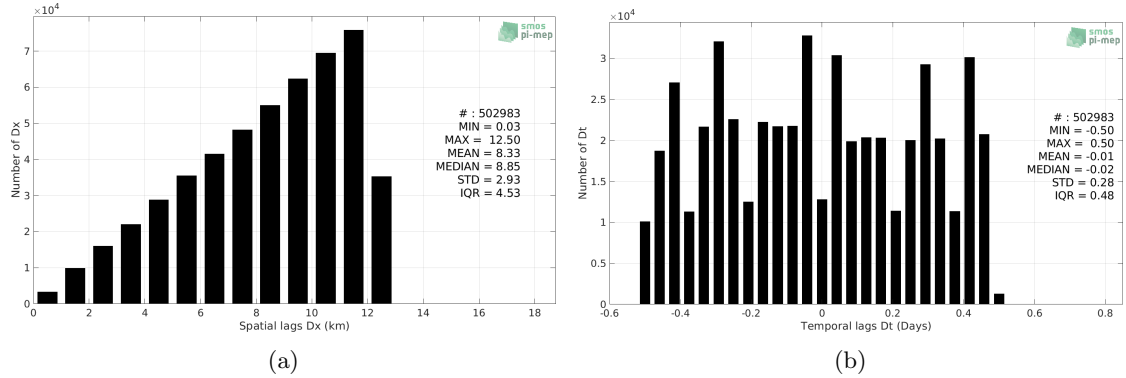 ×10⁴
smos
pi-mep
7
6
5
4
3
2
1
0
Number of Dx
# : 502983
MIN = 0.03
MAX = 12.50
MEAN = 8.33
MEDIAN = 8.85
STD = 2.93
IQR = 4.53
0 2 4 6 8 10 12 14 16 18
Spatial lags Dx (km)
(a)
×10⁴
smos
pi-mep
3
2.5
2
1.5
1
0.5
0
Number of Dt
# : 502983
MIN = -0.50
MAX = 0.50
MEAN = -0.01
MEDIAN = -0.02
STD = 0.28
IQR = 0.48
-0.6 -0.4 -0.2 0 0.2 0.4 0.6 0.8
Temporal lags Dt (Days)
(b)